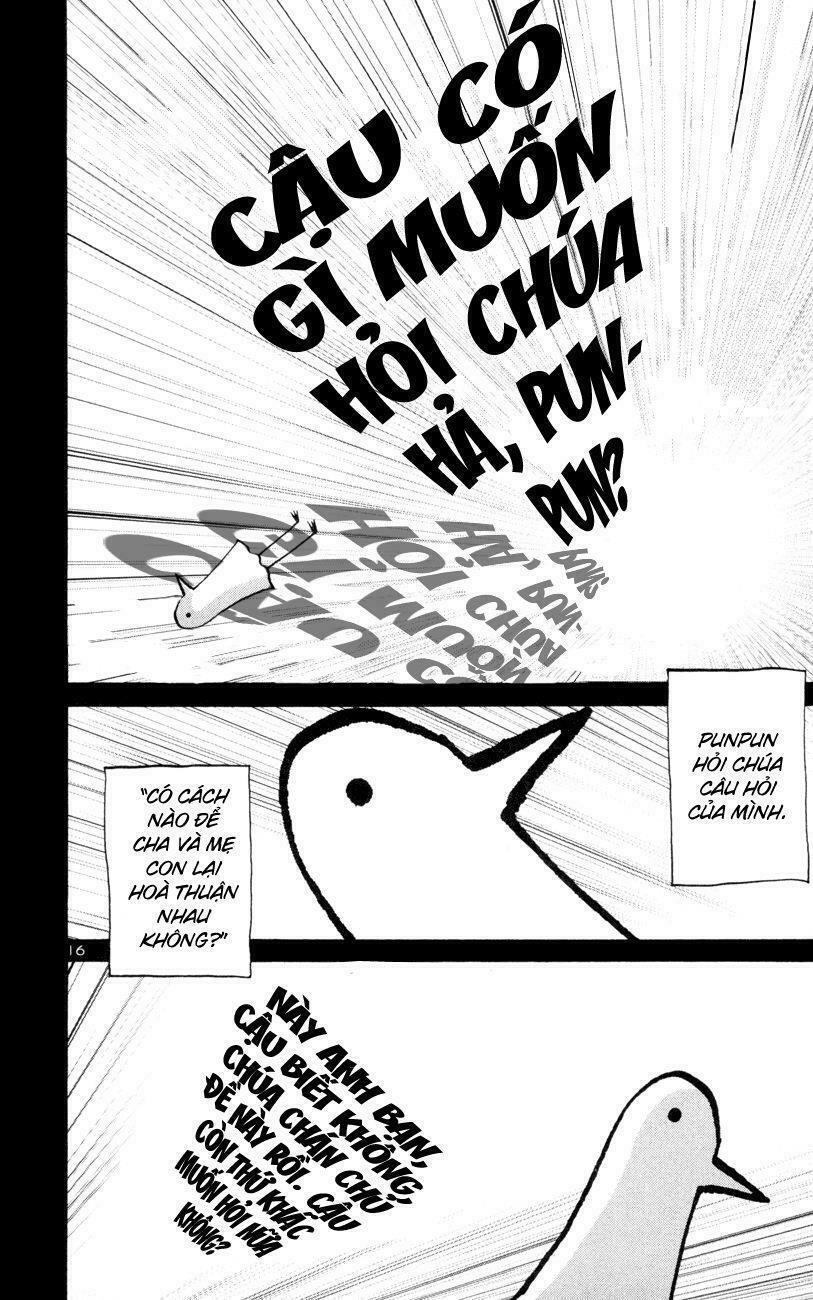 CẬU CÓ
GÌ MUỐN
HỎI CHÚA
HẢ, PUN-
PUN?
PUNPUN
HỎI CHÚA
CÂU HỎI
CỦA MÌNH.
"CÓ CÁCH
NÀO ĐỂ
CHA VÀ MẸ
CON LẠI
HOÀ THUẬN
NHAU
KHÔNG?"
16
NÀY ANH BẠN,
CẬU BIẾT KHÔNG,
CHÚA CHÁN CHỦ
ĐỀ NÀY RỒI. CẬU
CÒN THỨ KHÁC
MUỐN HỎI NỮA
KHÔNG?